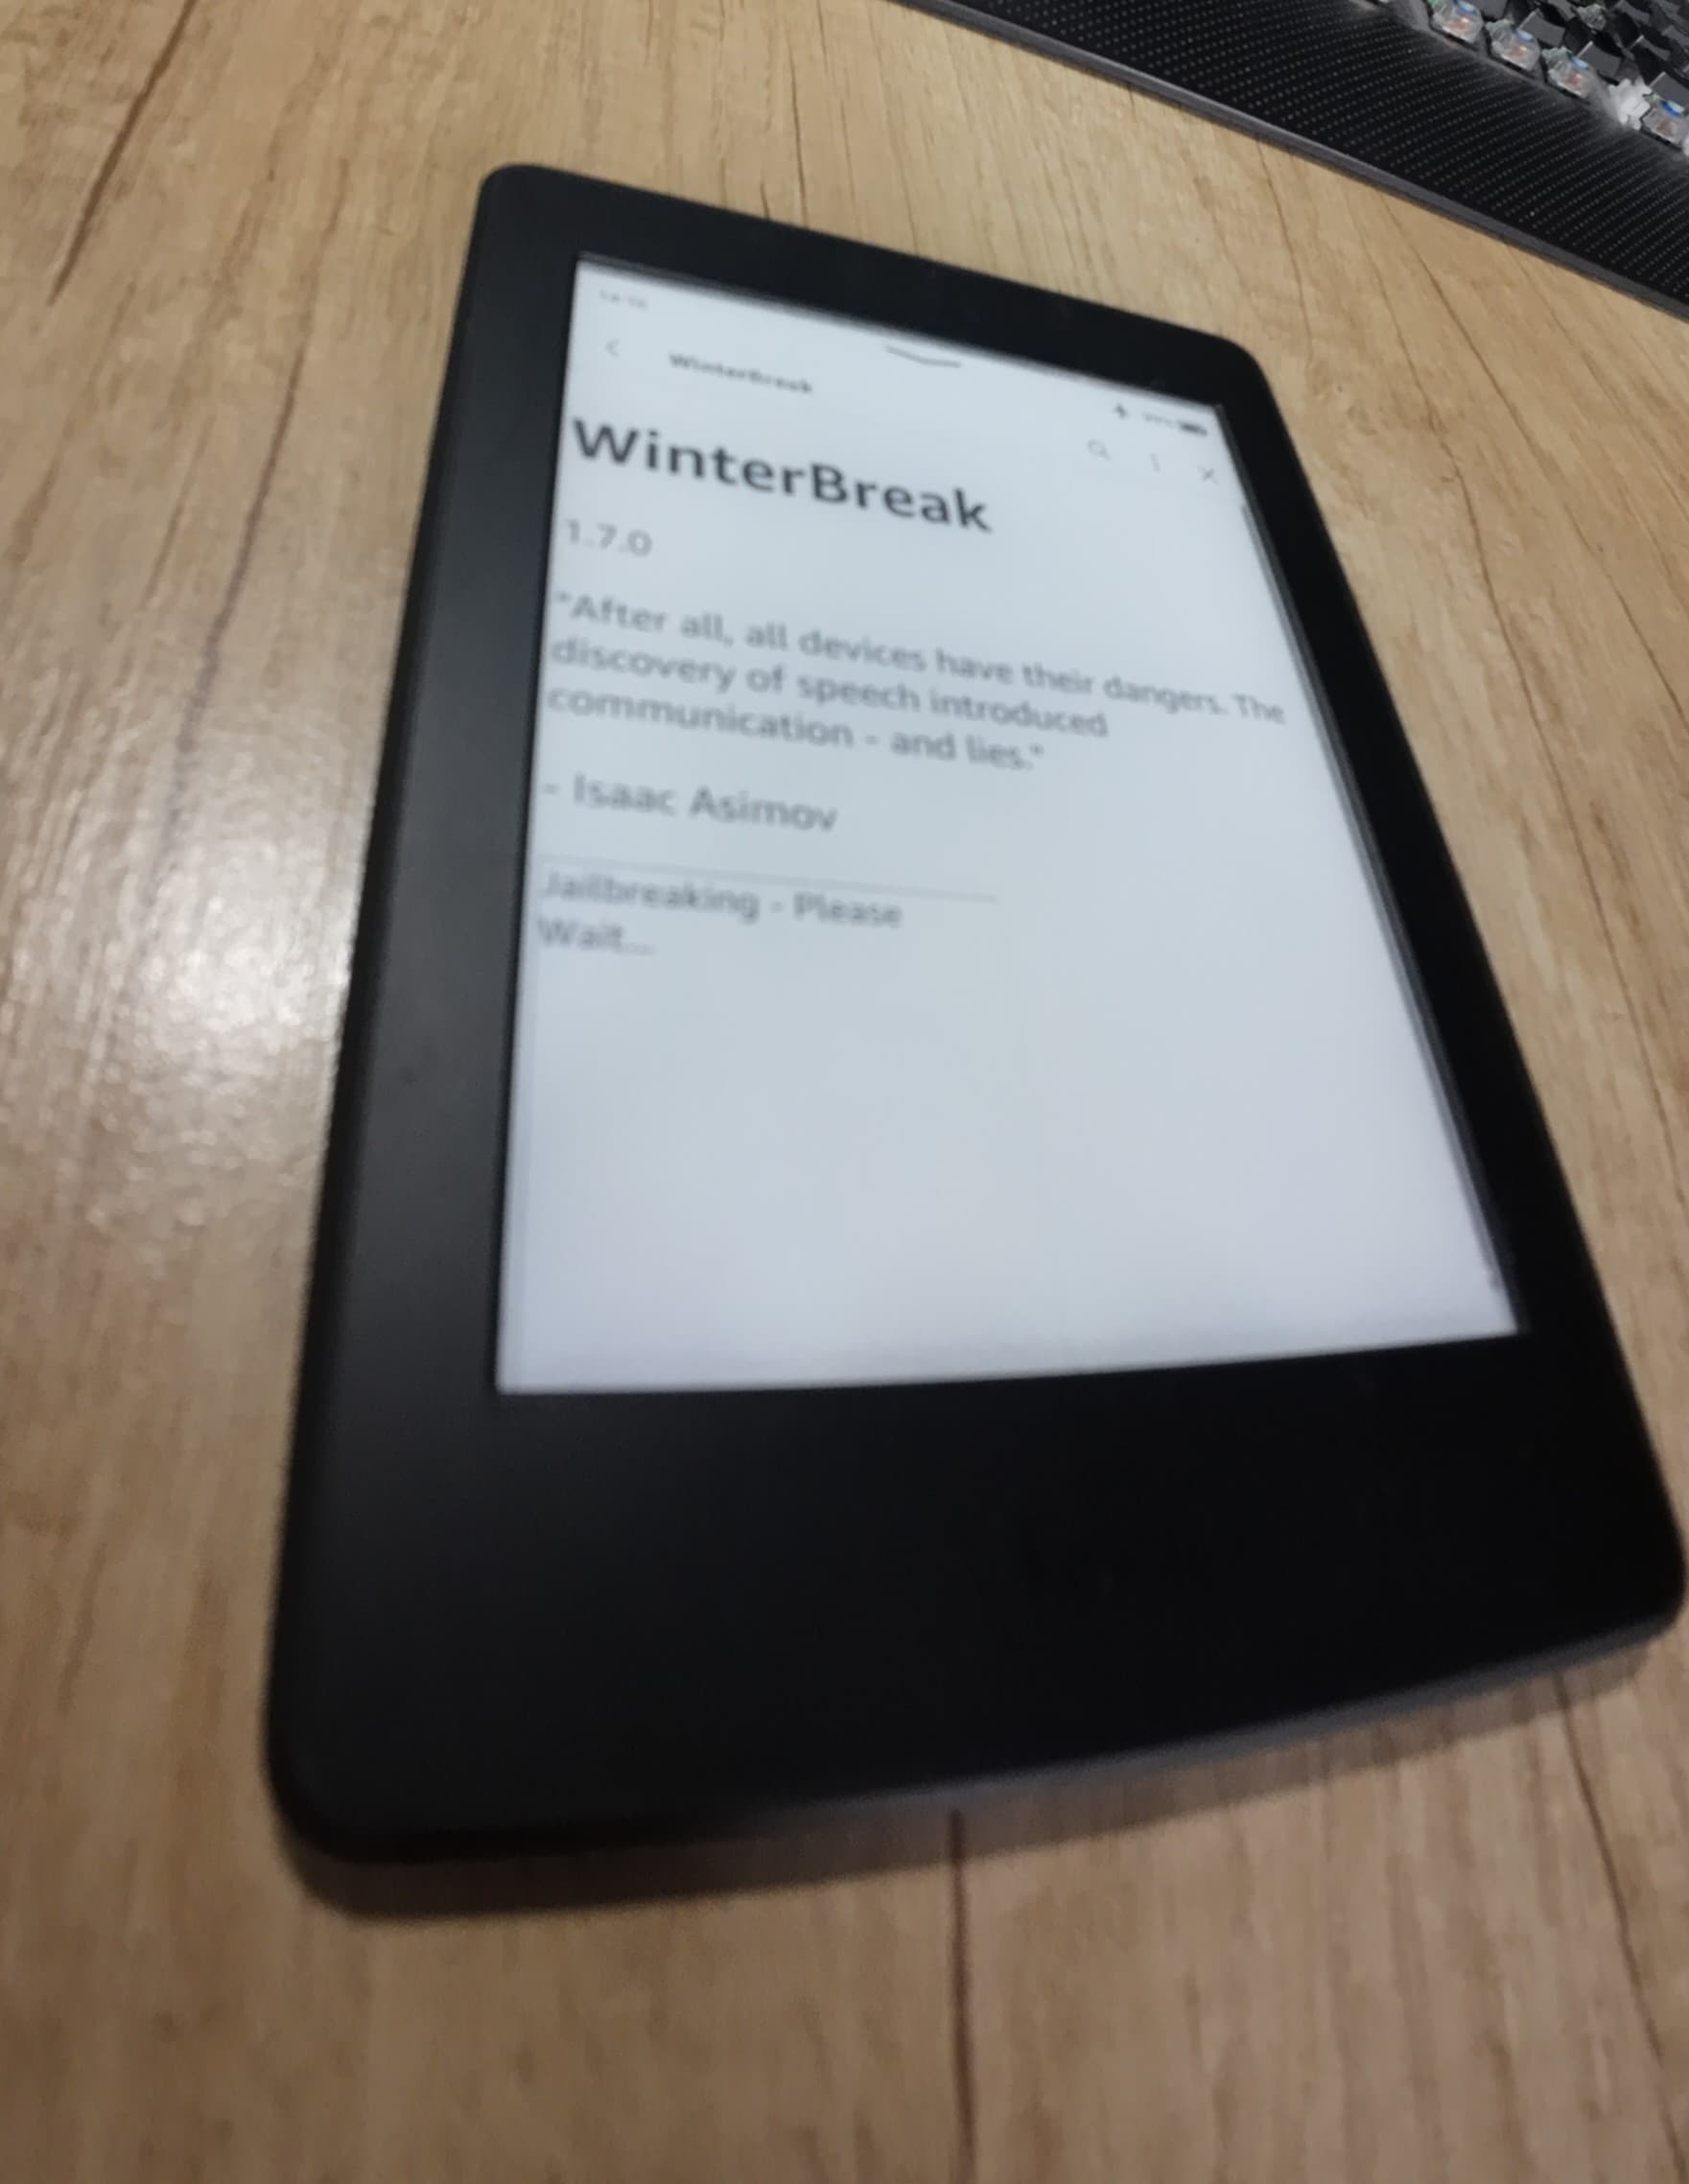 WinterBreak
WinterBreak
1.7.0
"After all, all devices have their dangers. The
discovery of speech introduced
communication - and lies."
- Isaac Asimov
Jailbreaking - Please
Wait...